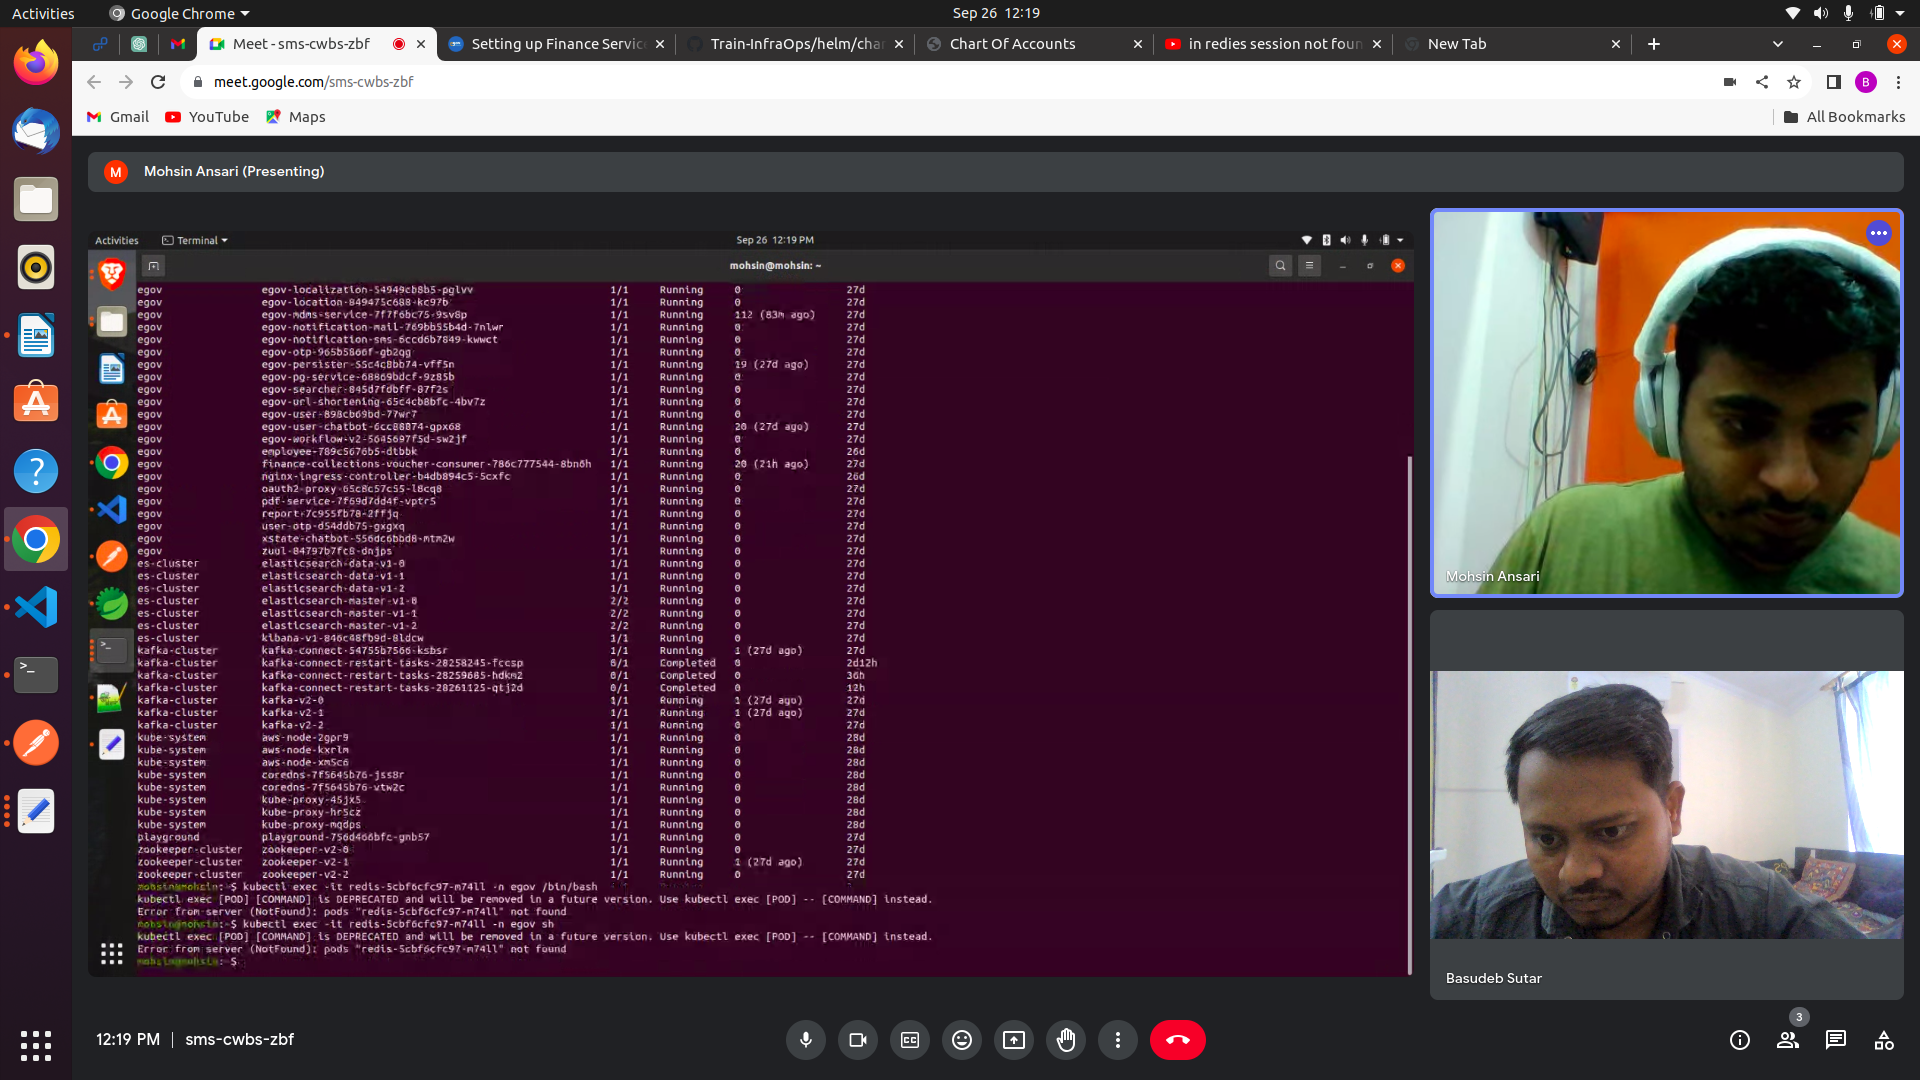 Activities Google Chrome Sep 26 12:19
Meet - sms-cwbs-zbf Setting up Finance Servic Train-InfraOps/helm/cha Chart Of Accounts in redies session not foun New Tab
meet.google.com/sms-cwbs-zbf B
Gmail YouTube Maps All Bookmarks
M Mohsin Ansari (Presenting)
Activities Terminal Sep 26 12:19 PM
mohsin@mohsin: ~
egov egov-localization-54949cb8b5-pglvv 1/1 Running 0 27d
egov egov-location-849475c688-kc97b 1/1 Running 0 27d
egov egov-mdms-service-7f7f6bc75-9sv8p 1/1 Running 112 (83m ago) 27d
egov egov-notification-mail-769bb55b4d-7nlwr 1/1 Running 0 27d
egov egov-notification-sms-6ccd6b7849-kwwct 1/1 Running 0 27d
egov egov-otp-965b5866f-gb2qg 1/1 Running 0 27d
egov egov-persister-55c4c8bb74-vff5n 1/1 Running 19 (27d ago) 27d
egov egov-pg-service-68869bdcf-9z85b 1/1 Running 0 27d
egov egov-searcher-845d7fdbff-87f2s 1/1 Running 0 27d
egov egov-url-shortening-65c4cb8bfc-4bv7z 1/1 Running 0 27d
egov egov-user-898cb69bd-77wr7 1/1 Running 0 27d
egov egov-user-chatbot-6cc80874-gpx68 1/1 Running 20 (27d ago) 27d
egov egov-workflow-v2-5645697f5d-sw2jf 1/1 Running 0 27d
egov employee-789c5676b5-dtbbk 1/1 Running 0 26d
egov finance-collections-voucher-consumer-786c777544-8bn6h 1/1 Running 20 (21h ago) 27d
egov nginx-ingress-controller-b4db894c5-5cxfc 1/1 Running 0 26d
egov oauth2-proxy-65c8c57c55-l8cq8 1/1 Running 0 27d
egov pdf-service-7f69d7dd4f-vptr5 1/1 Running 0 27d
egov report-7c955fb78-2ffjq 1/1 Running 0 27d
egov user-otp-d54ddb75-gxgxq 1/1 Running 0 27d
egov xstate-chatbot-556dc6bbd8-mtm2w 1/1 Running 0 27d
egov zuul-84797b7fc8-dnjps 1/1 Running 0 27d
es-cluster elasticsearch-data-v1-0 1/1 Running 0 27d
es-cluster elasticsearch-data-v1-1 1/1 Running 0 27d
es-cluster elasticsearch-data-v1-2 1/1 Running 0 27d
es-cluster elasticsearch-master-v1-0 2/2 Running 0 27d
es-cluster elasticsearch-master-v1-1 2/2 Running 0 27d
es-cluster elasticsearch-master-v1-2 2/2 Running 0 27d
es-cluster kibana-v1-846c48fb9d-8ldcw 1/1 Running 0 27d
kafka-cluster kafka-connect-54755b7566-ksbsr 1/1 Running 1 (27d ago) 27d
kafka-cluster kafka-connect-restart-tasks-28258245-fccsp 0/1 Completed 0 2d12h
kafka-cluster kafka-connect-restart-tasks-28259685-hdkm2 0/1 Completed 0 36h
kafka-cluster kafka-connect-restart-tasks-28261125-qtj2d 0/1 Completed 0 12h
kafka-cluster kafka-v2-0 1/1 Running 1 (27d ago) 27d
kafka-cluster kafka-v2-1 1/1 Running 1 (27d ago) 27d
kafka-cluster kafka-v2-2 1/1 Running 0 27d
kube-system aws-node-2gpr9 1/1 Running 0 28d
kube-system aws-node-kxrlm 1/1 Running 0 28d
kube-system aws-node-xm5c6 1/1 Running 0 28d
kube-system coredns-7f5645b76-jss8r 1/1 Running 0 28d
kube-system coredns-7f5645b76-vtw2c 1/1 Running 0 28d
kube-system kube-proxy-45jx5 1/1 Running 0 28d
kube-system kube-proxy-hr5cz 1/1 Running 0 28d
kube-system kube-proxy-mqdps 1/1 Running 0 28d
playground playground-756d466bfc-gnb57 1/1 Running 0 27d
zookeeper-cluster zookeeper-v2-0 1/1 Running 0 27d
zookeeper-cluster zookeeper-v2-1 1/1 Running 1 (27d ago) 27d
zookeeper-cluster zookeeper-v2-2 1/1 Running 0 27d
mohsin@mohsin:~$ kubectl exec -it redis-5cbf6cfc97-m74ll -n egov /bin/bash
kubectl exec [POD] [COMMAND] is DEPRECATED and will be removed in a future version. Use kubectl exec [POD] -- [COMMAND] instead.
Error from server (NotFound): pods "redis-5cbf6cfc97-m74ll" not found
mohsin@mohsin:~$ kubectl exec -it redis-5cbf6cfc97-m74ll -n egov sh
kubectl exec [POD] [COMMAND] is DEPRECATED and will be removed in a future version. Use kubectl exec [POD] -- [COMMAND] instead.
Error from server (NotFound): pods "redis-5cbf6cfc97-m74ll" not found
mohsin@mohsin:~$
Mohsin Ansari
Basudeb Sutar
12:19 PM | sms-cwbs-zbf
3